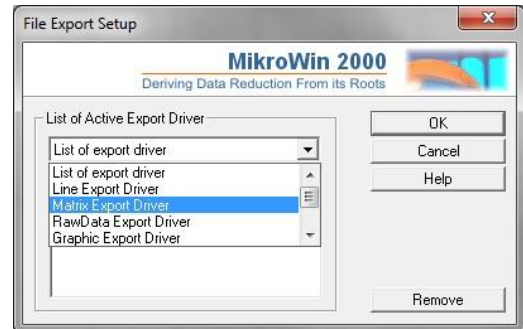 File Export Setup
MikroWin 2000
Deriving Data Reduction From its Roots
List of Active Export Driver
List of export driver
List of export driver
Line Export Driver
Matrix Export Driver
RawData Export Driver
Graphic Export Driver
OK
Cancel
Help
Remove